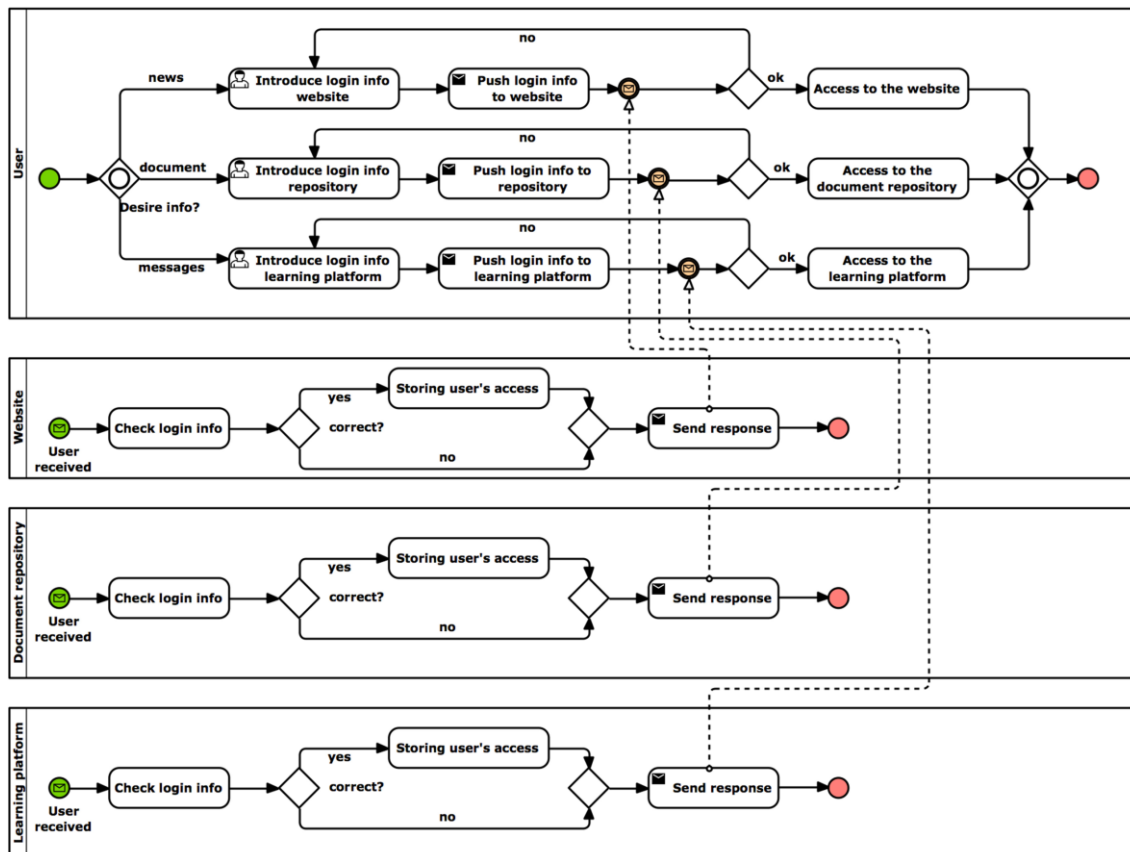 User
no
news
Introduce login info
website
Push login info
to website
ok
Access to the website
no
document
Introduce login info
repository
Push login info to
repository
ok
Access to
the document repository
Desire info?
no
messages
Introduce login info
learning platform
Push login info to
learning platform
ok
Access to the
learning platform
Website
Storing user's access
yes
Check login info
correct?
Send response
User
received
no
Document repository
Storing user's access
yes
Check login info
correct?
Send response
User
received
no
Learning platform
Storing user's access
yes
Check login info
correct?
Send response
User
received
no